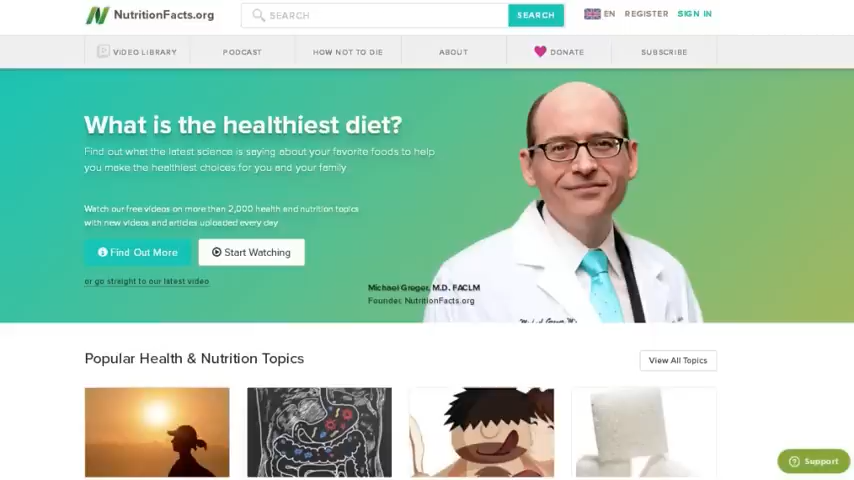 NutritionFacts.org
SEARCH
SEARCH
EN
REGISTER
SIGN IN
VIDEO LIBRARY
PODCAST
HOW NOT TO DIE
ABOUT
DONATE
SUBSCRIBE
What is the healthiest diet?
Find out what the latest science is saying about your favorite foods to help
you make the healthiest choices for you and your family
Watch our free videos on more than 2,000 health and nutrition topics
with new videos and articles uploaded every day
Find Out More
Start Watching
or go straight to our latest video
Michael Greger, M.D. FACLM
Founder, NutritionFacts.org
Popular Health & Nutrition Topics
View All Topics
Support